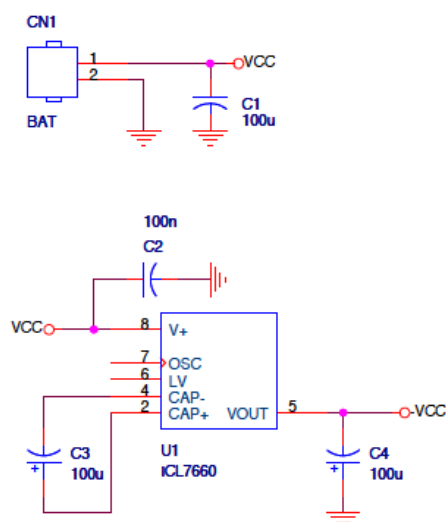 CN1
1
2
VCC
BAT
C1
100u
100n
C2
VCC
8
V+
7
OSC
6
LV
4
CAP-
2
CAP+
VOUT
5
-VCC
C3
100u
+
U1
ICL7660
C4
100u
+